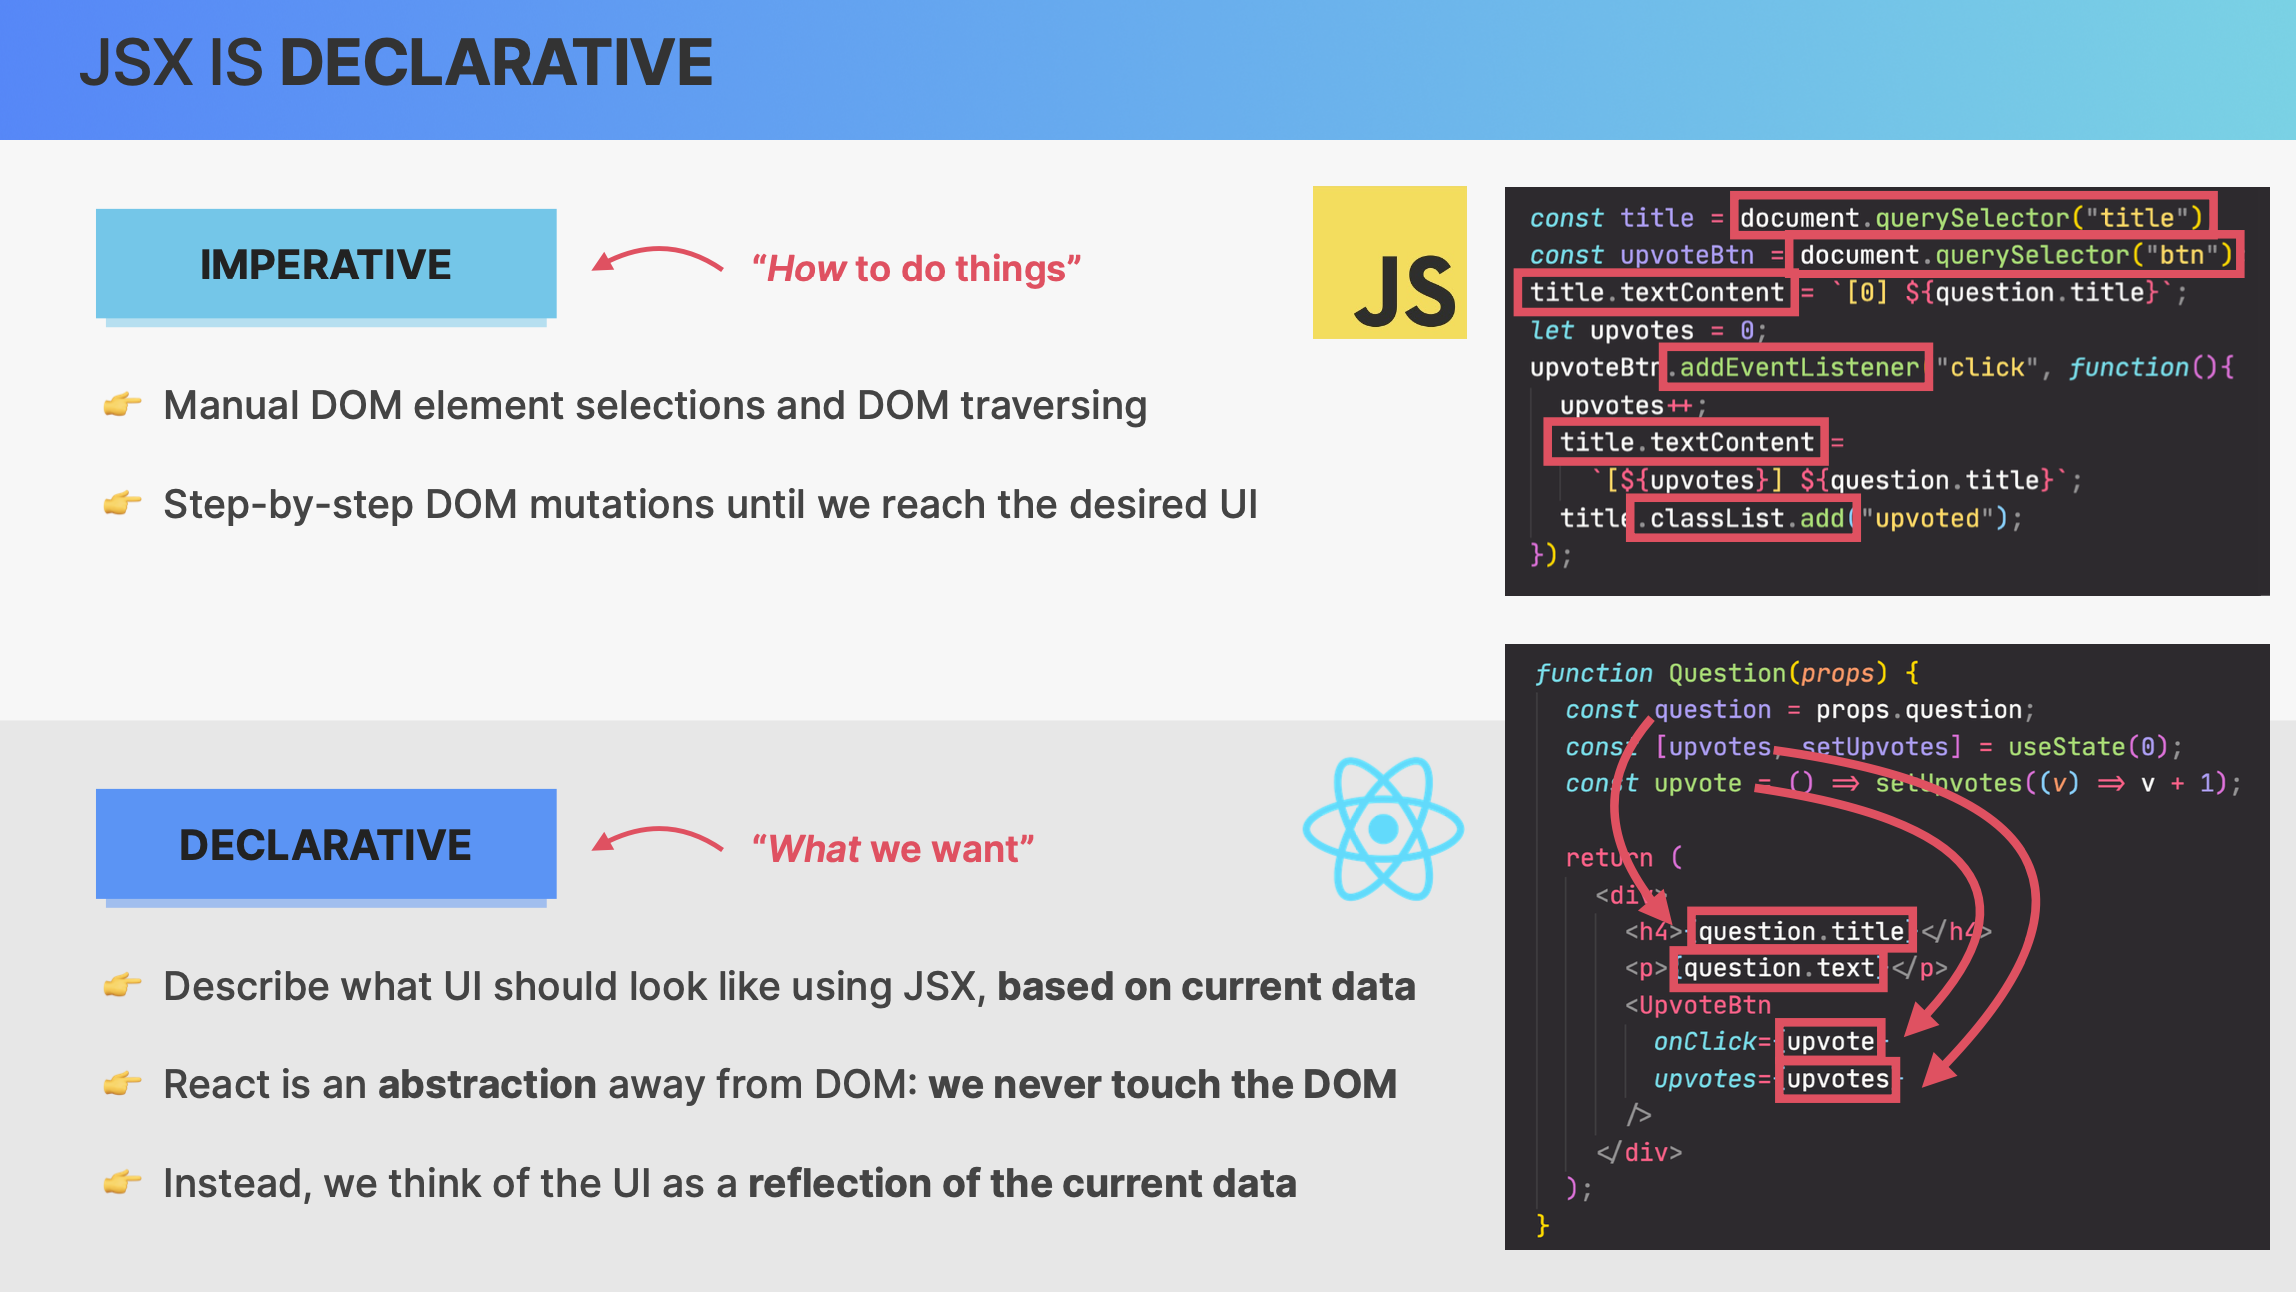 JSX IS DECLARATIVE
IMPERATIVE
“How to do things”
JS
Manual DOM element selections and DOM traversing
Step-by-step DOM mutations until we reach the desired UI
const title = document.querySelector("title")
const upvoteBtn = document.querySelector("btn")
title.textContent = `[0] ${question.title}`;
let upvotes = 0;
upvoteBtn.addEventListener("click", function(){
upvotes++;
title.textContent =
`[${upvotes}] ${question.title}`;
title.classList.add("upvoted");
});
DECLARATIVE
“What we want”
Describe what UI should look like using JSX, based on current data
React is an abstraction away from DOM: we never touch the DOM
Instead, we think of the UI as a reflection of the current data
function Question(props) {
const question = props.question;
const [upvotes, setUpvotes] = useState(0);
const upvote = () => setUpvotes((v) => v + 1);
return (
<div>
<h4>{question.title}</h4>
<p>{question.text}</p>
<UpvoteBtn
onClick={upvote}
upvotes={upvotes}
/>
</div>
);
}